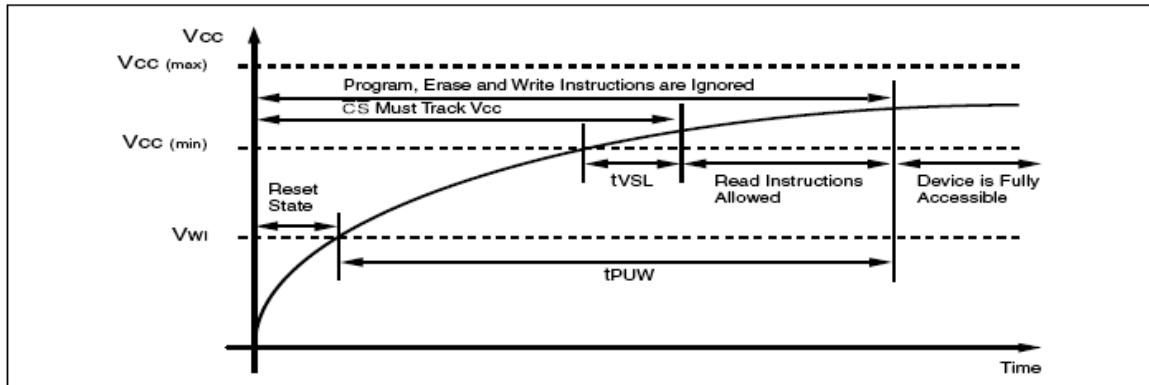 Vcc
Vcc (max)
Program, Erase and Write Instructions are Ignored
CS Must Track Vcc
Vcc (min)
tVSL
Read Instructions
Allowed
Device is Fully
Accessible
Reset
State
VWI
tPUW
Time